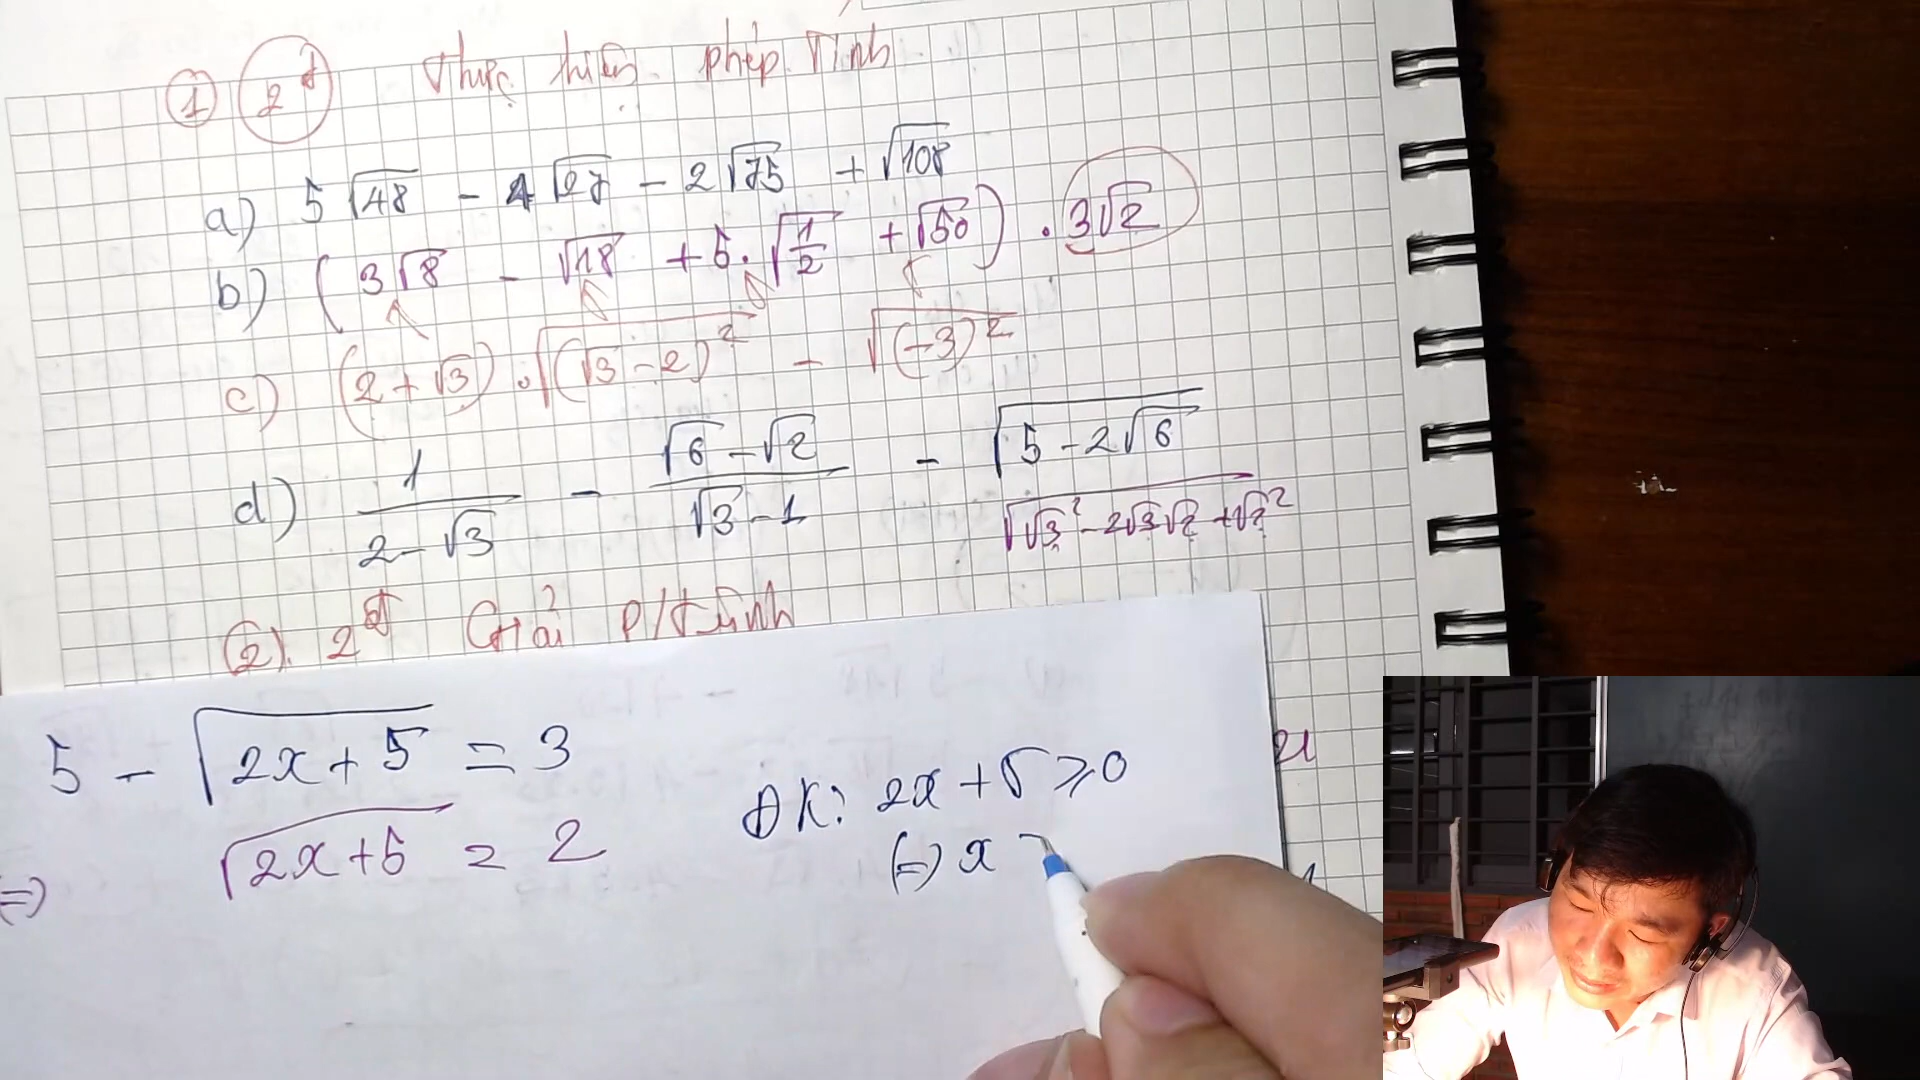 ① 2đ Thực hiện phép tính
a) 5√48 - 4√27 - 2√75 + √108
b) (3√8 - √18 + 5.√(1/2) + √50) . 3√2
c) (2+√3).√((√3-2)²) - √((-3)²)
d) 1/(2-√3) - (√6-√2)/(√3-1) - √(5-2√6)
√(√3² - 2√3√2 + √2²)
②. 2đ Giải p/trình
5 - √(2x+5) = 3
ĐK: 2x+5 ≥ 0
⇔ x
⇒ √(2x+5) = 2